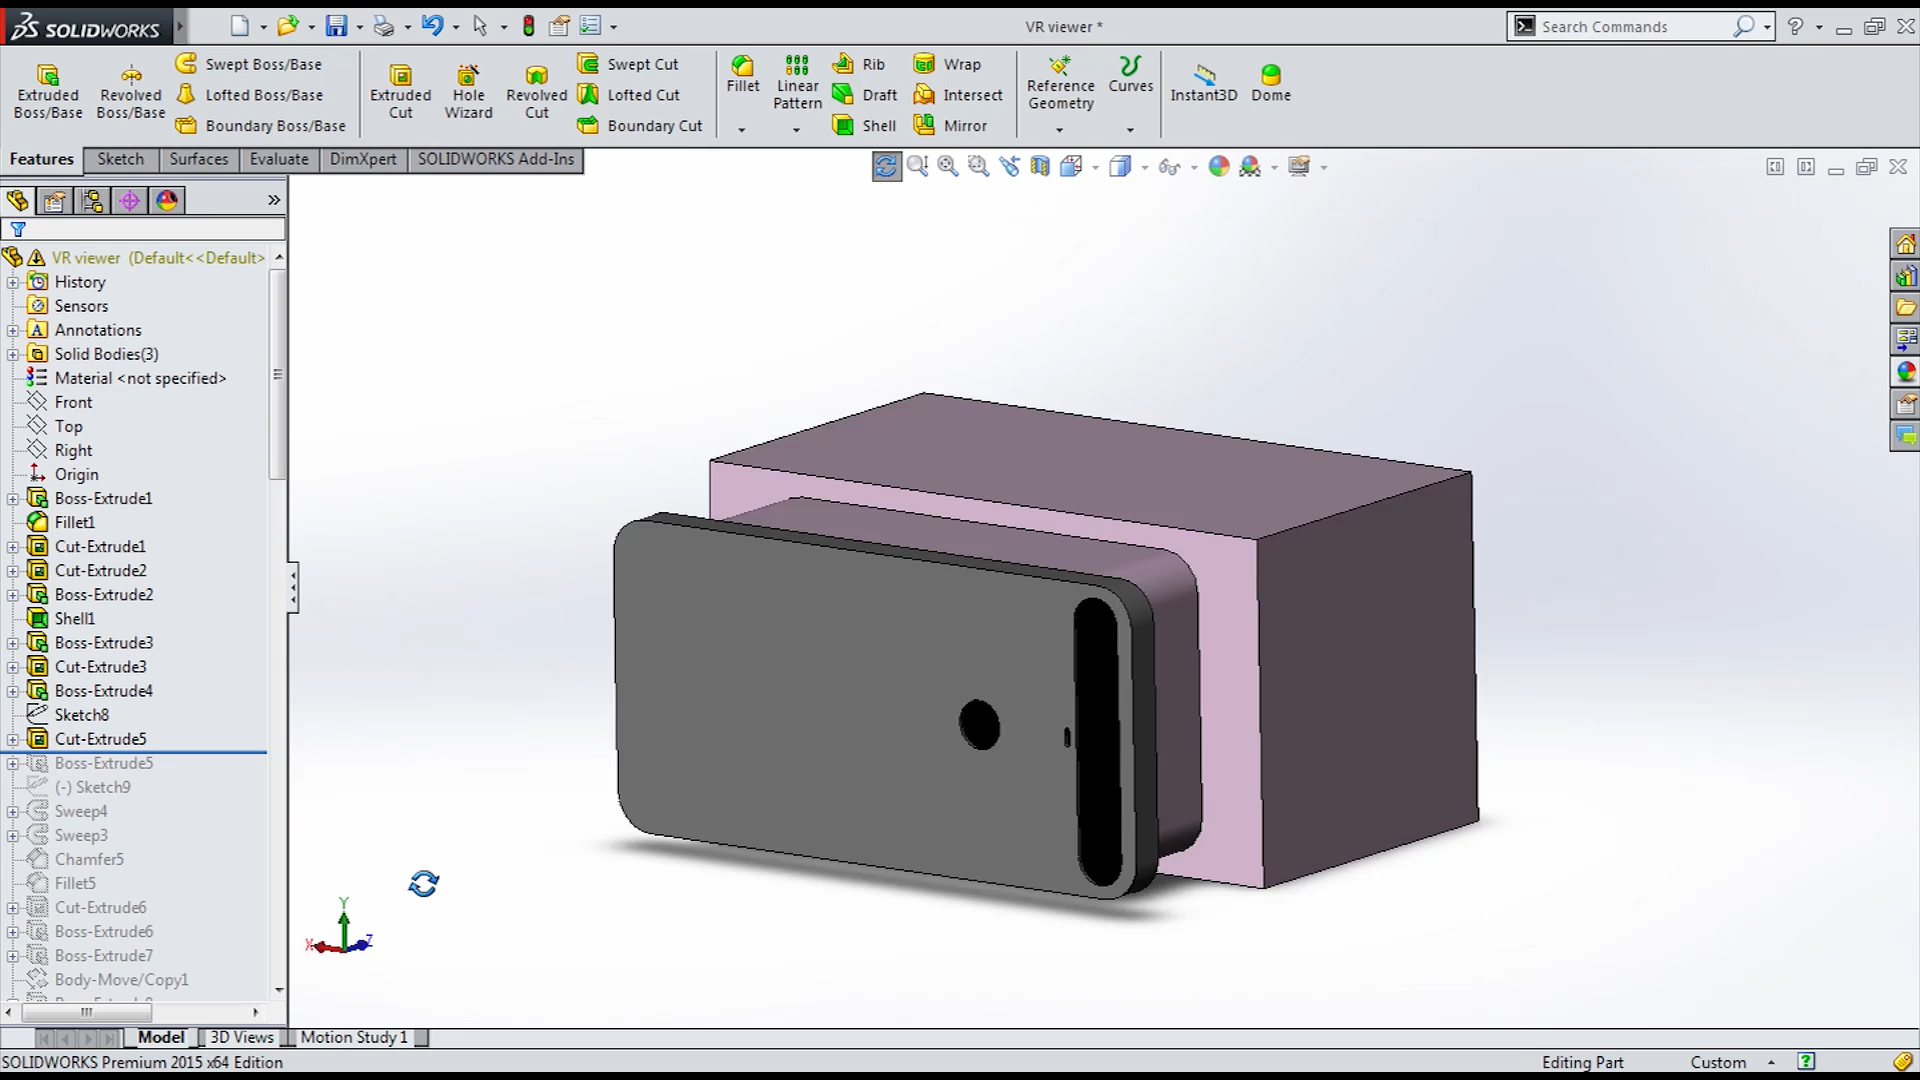 SOLIDWORKS
VR viewer *
Search Commands
Extruded Boss/Base
Revolved Boss/Base
Swept Boss/Base
Lofted Boss/Base
Boundary Boss/Base
Extruded Cut
Hole Wizard
Revolved Cut
Swept Cut
Lofted Cut
Boundary Cut
Fillet
Linear Pattern
Rib
Draft
Shell
Wrap
Intersect
Mirror
Reference Geometry
Curves
Instant3D
Dome
Features
Sketch
Surfaces
Evaluate
DimXpert
SOLIDWORKS Add-Ins
VR viewer (Default<<Default>
History
Sensors
Annotations
Solid Bodies(3)
Material <not specified>
Front
Top
Right
Origin
Boss-Extrude1
Fillet1
Cut-Extrude1
Cut-Extrude2
Boss-Extrude2
Shell1
Boss-Extrude3
Cut-Extrude3
Boss-Extrude4
Sketch8
Cut-Extrude5
Boss-Extrude5
(-) Sketch9
Sweep4
Sweep3
Chamfer5
Fillet5
Cut-Extrude6
Boss-Extrude6
Boss-Extrude7
Body-Move/Copy1
Y
X
Z
Model
3D Views
Motion Study 1
SOLIDWORKS Premium 2015 x64 Edition
Editing Part
Custom